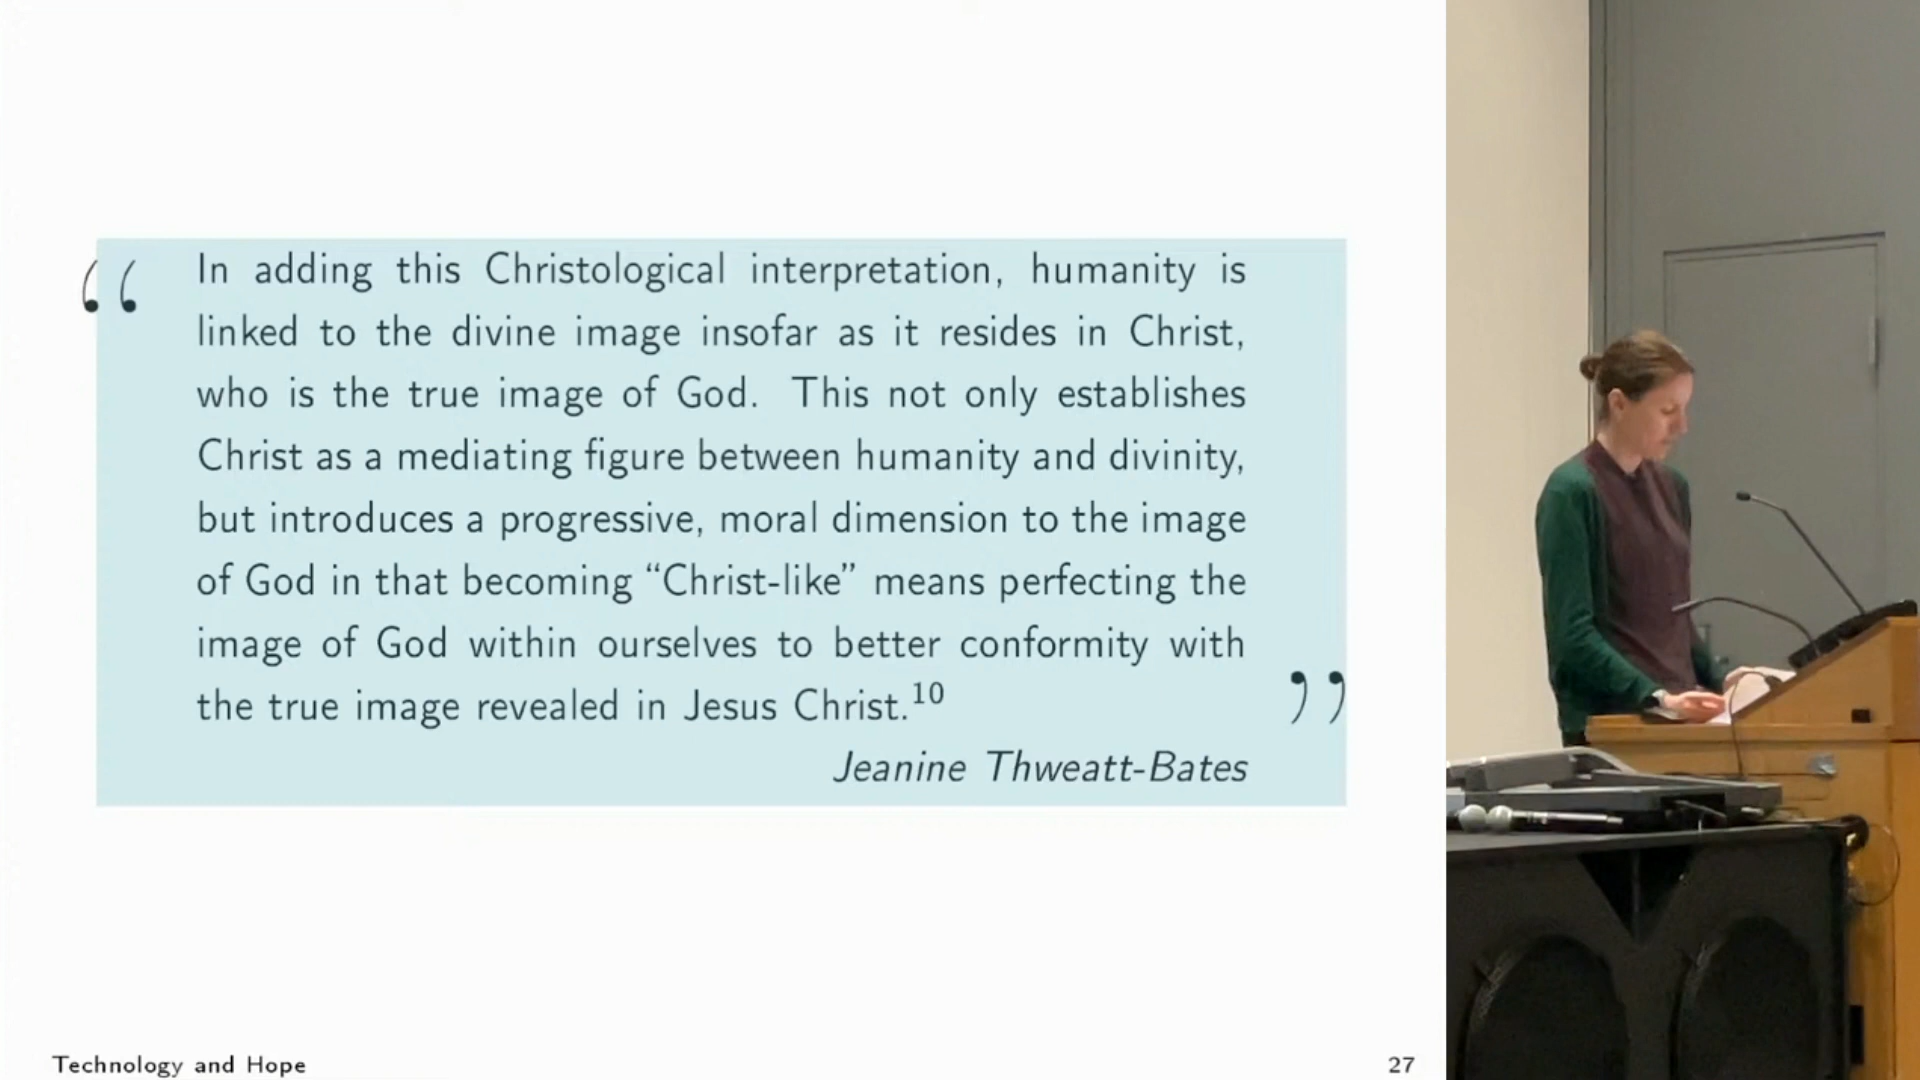 “ In adding this Christological interpretation, humanity is
linked to the divine image insofar as it resides in Christ,
who is the true image of God. This not only establishes
Christ as a mediating figure between humanity and divinity,
but introduces a progressive, moral dimension to the image
of God in that becoming “Christ-like” means perfecting the
image of God within ourselves to better conformity with
the true image revealed in Jesus Christ.¹⁰ ”
Jeanine Thweatt-Bates
Technology and Hope 27